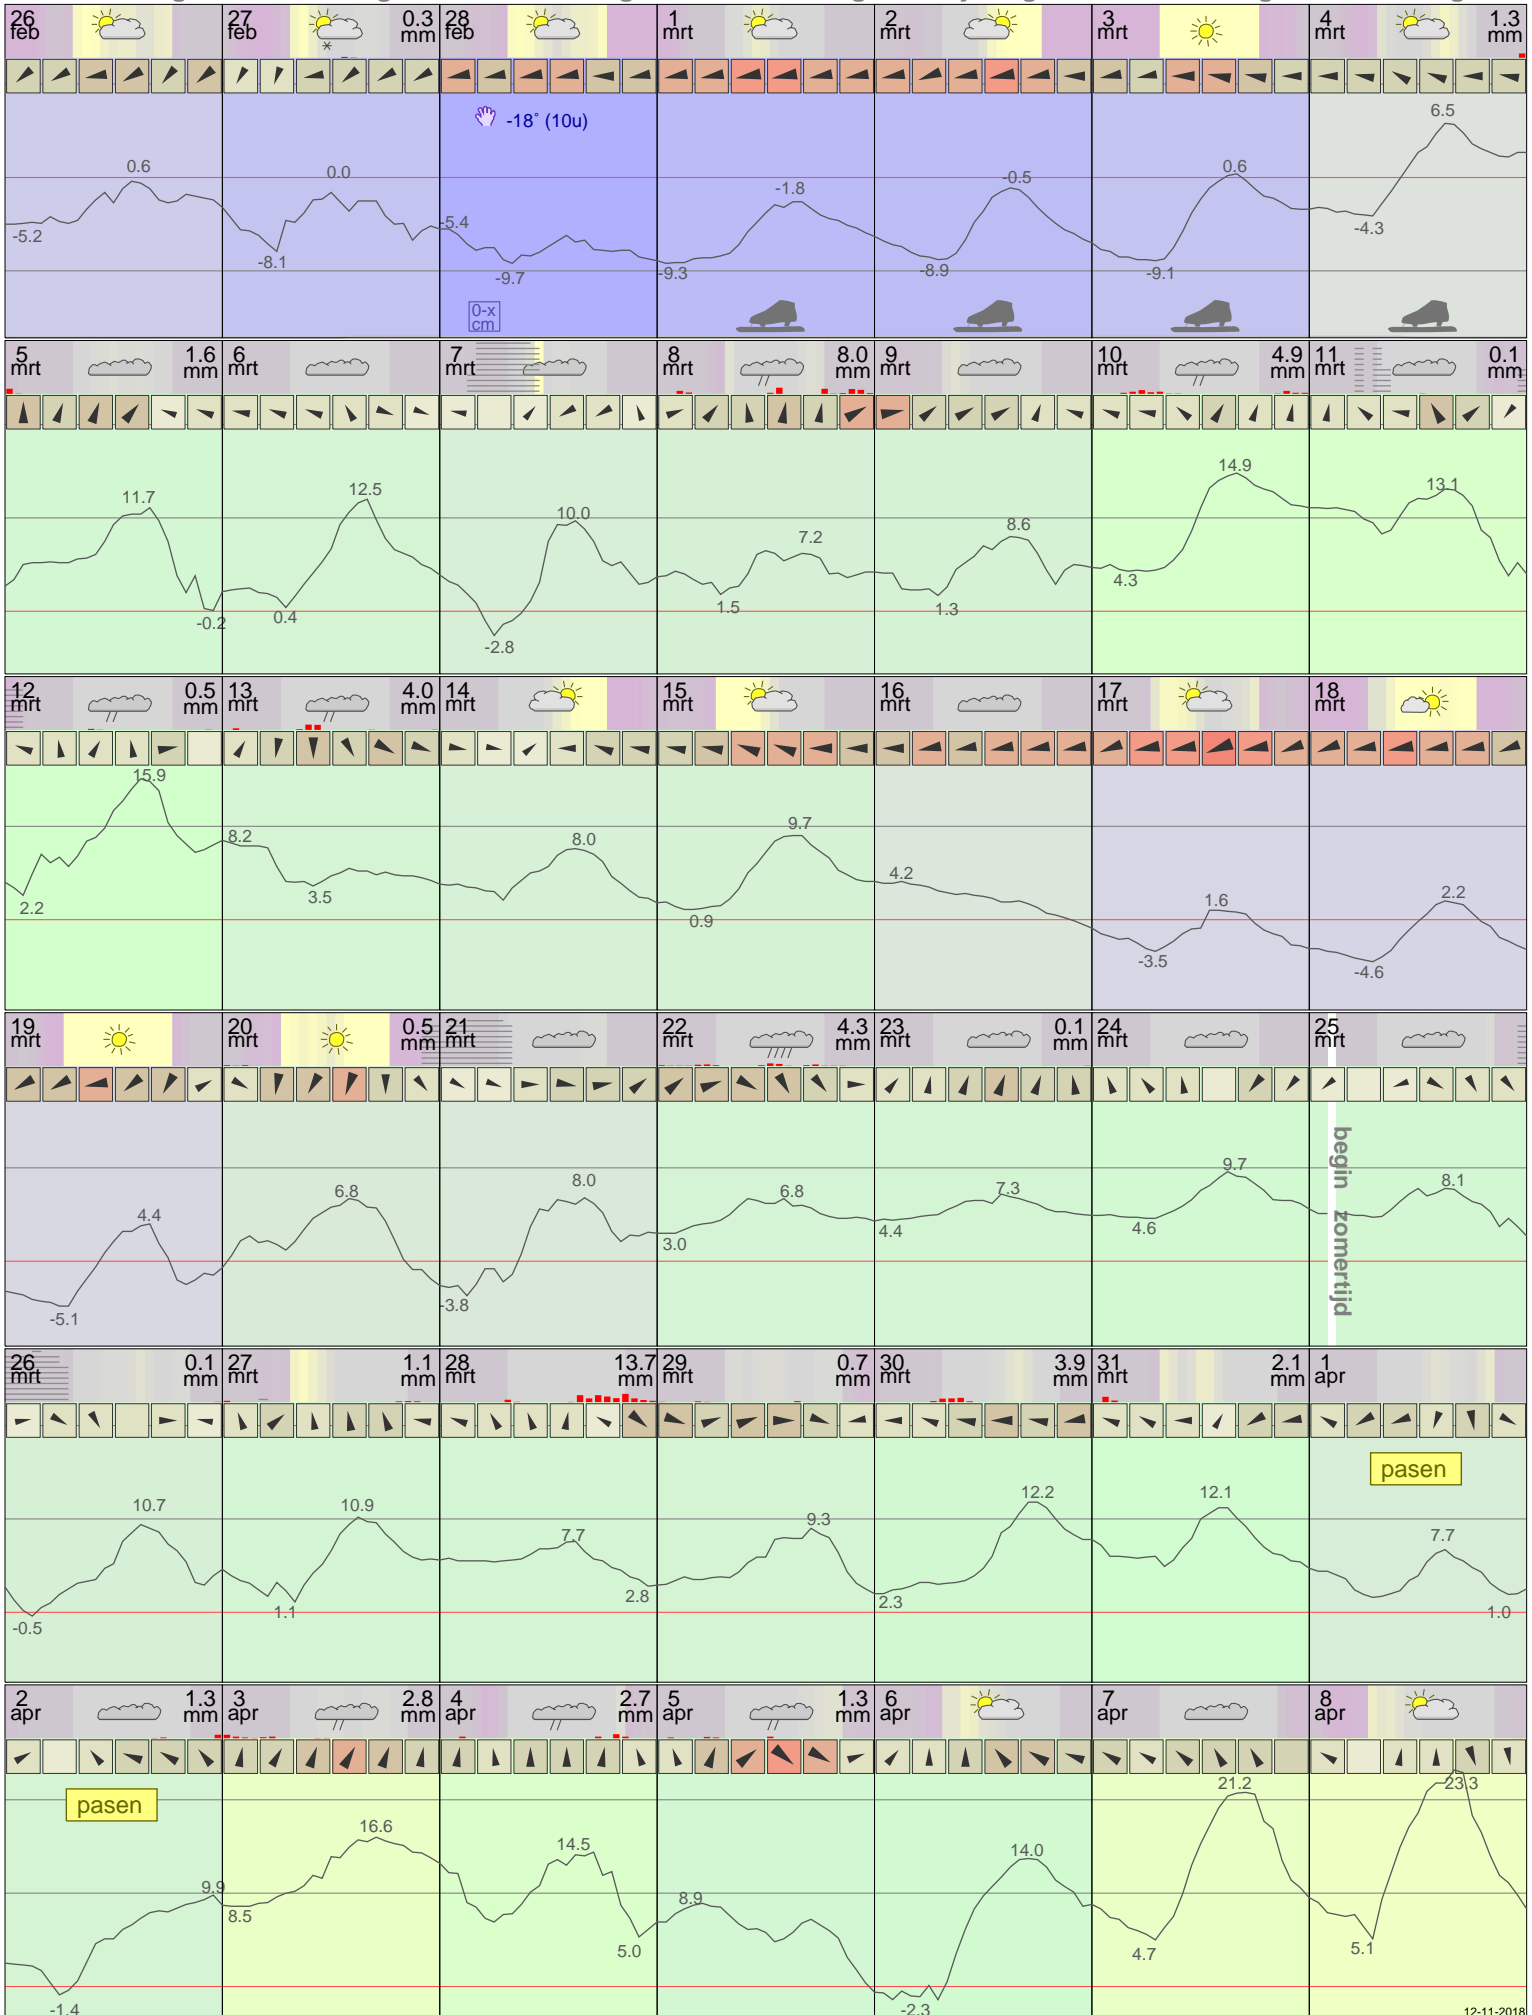 26 feb
27 feb 0.3 mm
28 feb
1 mrt
2 mrt
3 mrt
4 mrt 1.3 mm
-18° (10u)
0.6 -5.2
0.0 -8.1
-5.4 -9.7
-1.8 -9.3
-0.5 -8.9
0.6 -9.1
6.5 -4.3
0-x cm
5 mrt 1.6 mm
6 mrt
7 mrt
8 mrt 8.0 mm
9 mrt
10 mrt 4.9 mm
11 mrt 0.1 mm
11.7 -0.2
12.5 0.4
10.0 -2.8
7.2 1.5
8.6 1.3
14.9 4.3
13.1
12 mrt 0.5 mm
13 mrt 4.0 mm
14 mrt
15 mrt
16 mrt
17 mrt
18 mrt
15.9 2.2
8.2 3.5
8.0
9.7 0.9
4.2
1.6 -3.5
2.2 -4.6
19 mrt
20 mrt 0.5 mm
21 mrt
22 mrt 4.3 mm
23 mrt 0.1 mm
24 mrt
25 mrt
4.4 -5.1
6.8
8.0 -3.8
6.8 3.0
7.3 4.4
9.7 4.6
8.1
begin zomertijd
26 mrt 0.1 mm
27 mrt 1.1 mm
28 mrt 13.7 mm
29 mrt 0.7 mm
30 mrt 3.9 mm
31 mrt 2.1 mm
1 apr
pasen
10.7 -0.5
10.9 1.1
7.7 2.8
9.3
12.2 2.3
12.1
7.7 1.0
2 apr 1.3 mm
3 apr 2.8 mm
4 apr 2.7 mm
5 apr 1.3 mm
6 apr
7 apr
8 apr
pasen
9.9 -1.4
16.6 8.5
14.5 5.0
8.9
14.0 -2.3
21.2 4.7
23.3 5.1
12-11-2018